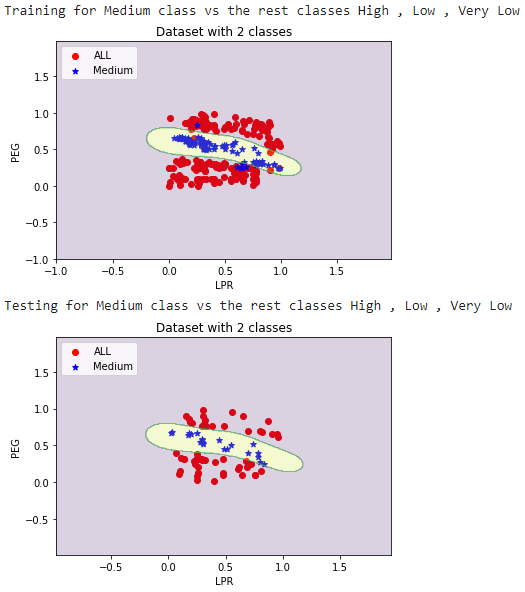 Training for Medium class vs the rest classes High , Low , Very Low
Dataset with 2 classes
ALL
Medium
PEG
1.5
1.0
0.5
0.0
−0.5
−1.0
−1.0 −0.5 0.0 0.5 1.0 1.5
LPR
Testing for Medium class vs the rest classes High , Low , Very Low
Dataset with 2 classes
ALL
Medium
PEG
1.5
1.0
0.5
0.0
−0.5
−0.5 0.0 0.5 1.0 1.5
LPR